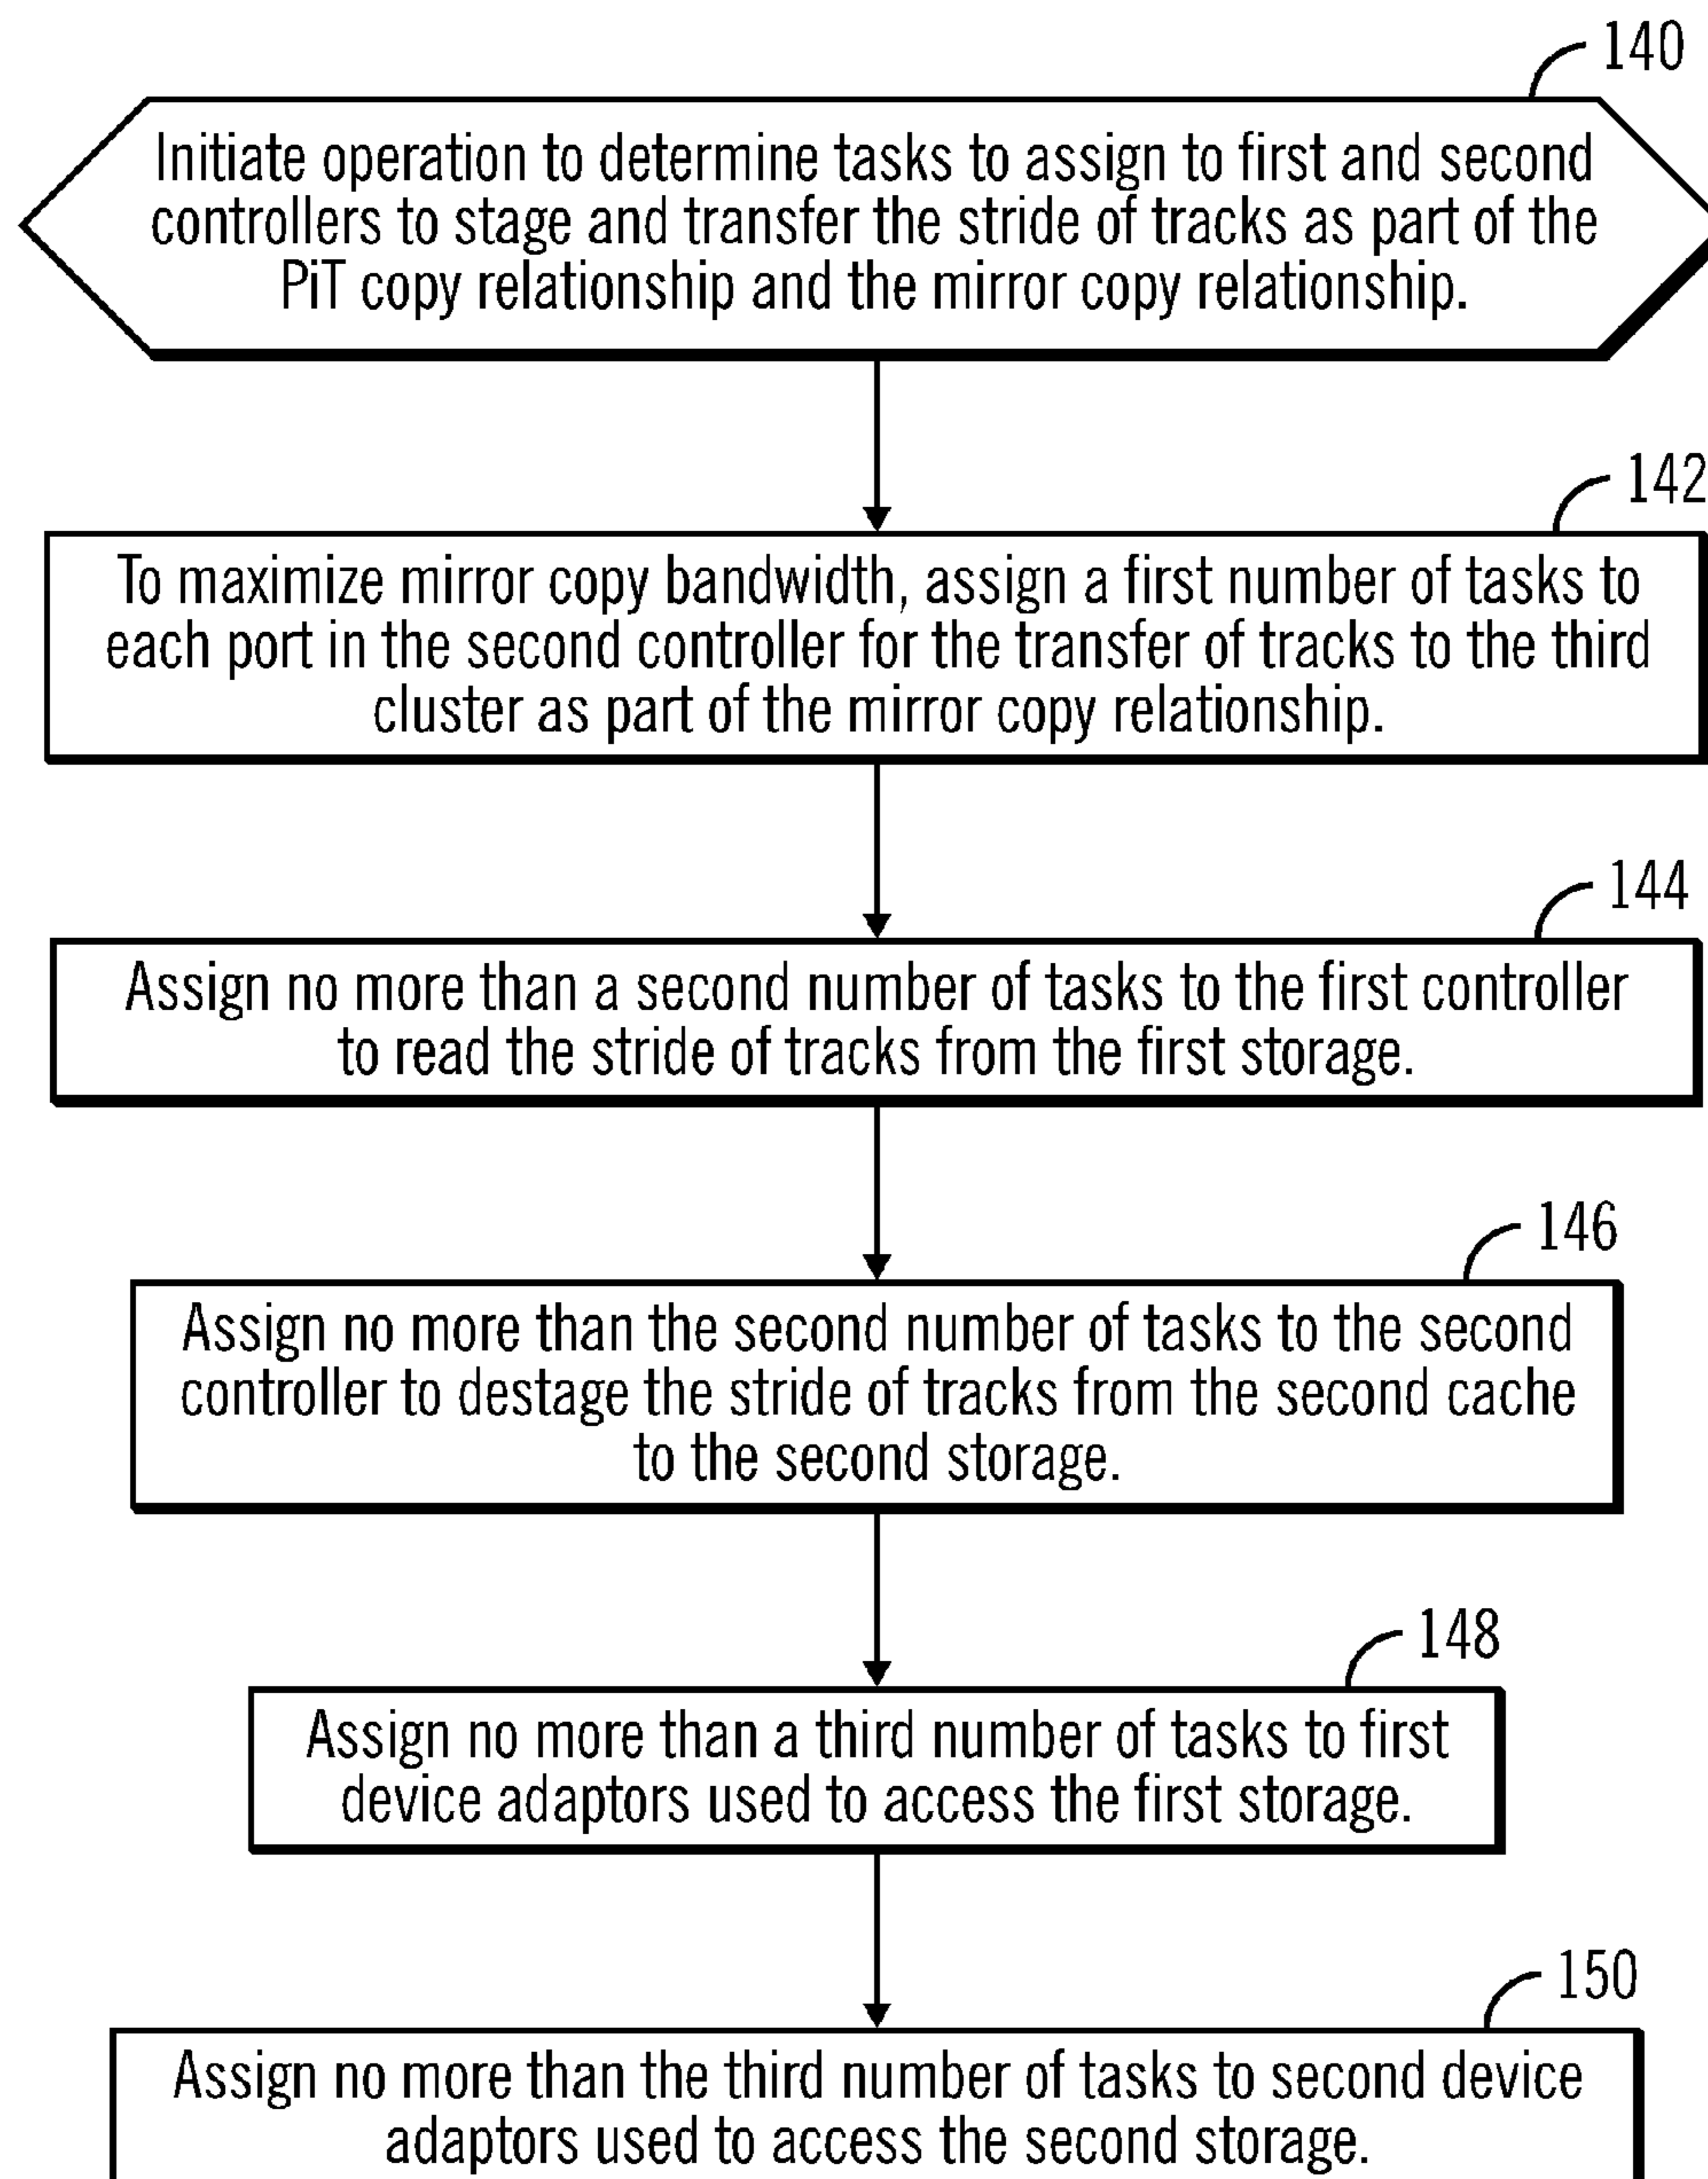 140
Initiate operation to determine tasks to assign to first and second
controllers to stage and transfer the stride of tracks as part of the
PiT copy relationship and the mirror copy relationship.
142
To maximize mirror copy bandwidth, assign a first number of tasks to
each port in the second controller for the transfer of tracks to the third
cluster as part of the mirror copy relationship.
144
Assign no more than a second number of tasks to the first controller
to read the stride of tracks from the first storage.
146
Assign no more than the second number of tasks to the second
controller to destage the stride of tracks from the second cache
to the second storage.
148
Assign no more than a third number of tasks to first
device adaptors used to access the first storage.
150
Assign no more than the third number of tasks to second device
adaptors used to access the second storage.